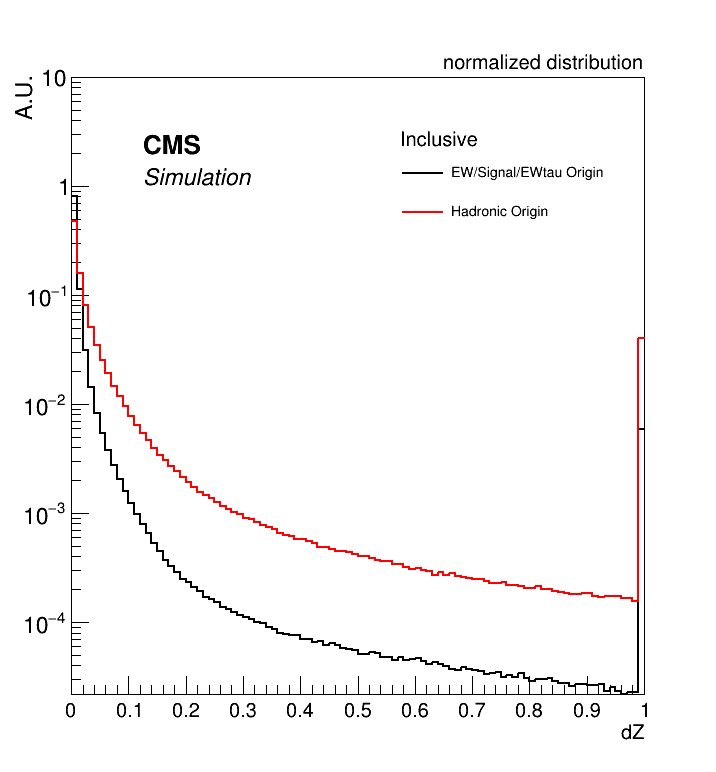 normalized distribution
A.U.
10
CMS
Simulation
Inclusive
EW/Signal/EWtau Origin
Hadronic Origin
1
10⁻¹
10⁻²
10⁻³
10⁻⁴
0 0.1 0.2 0.3 0.4 0.5 0.6 0.7 0.8 0.9 1
dZ